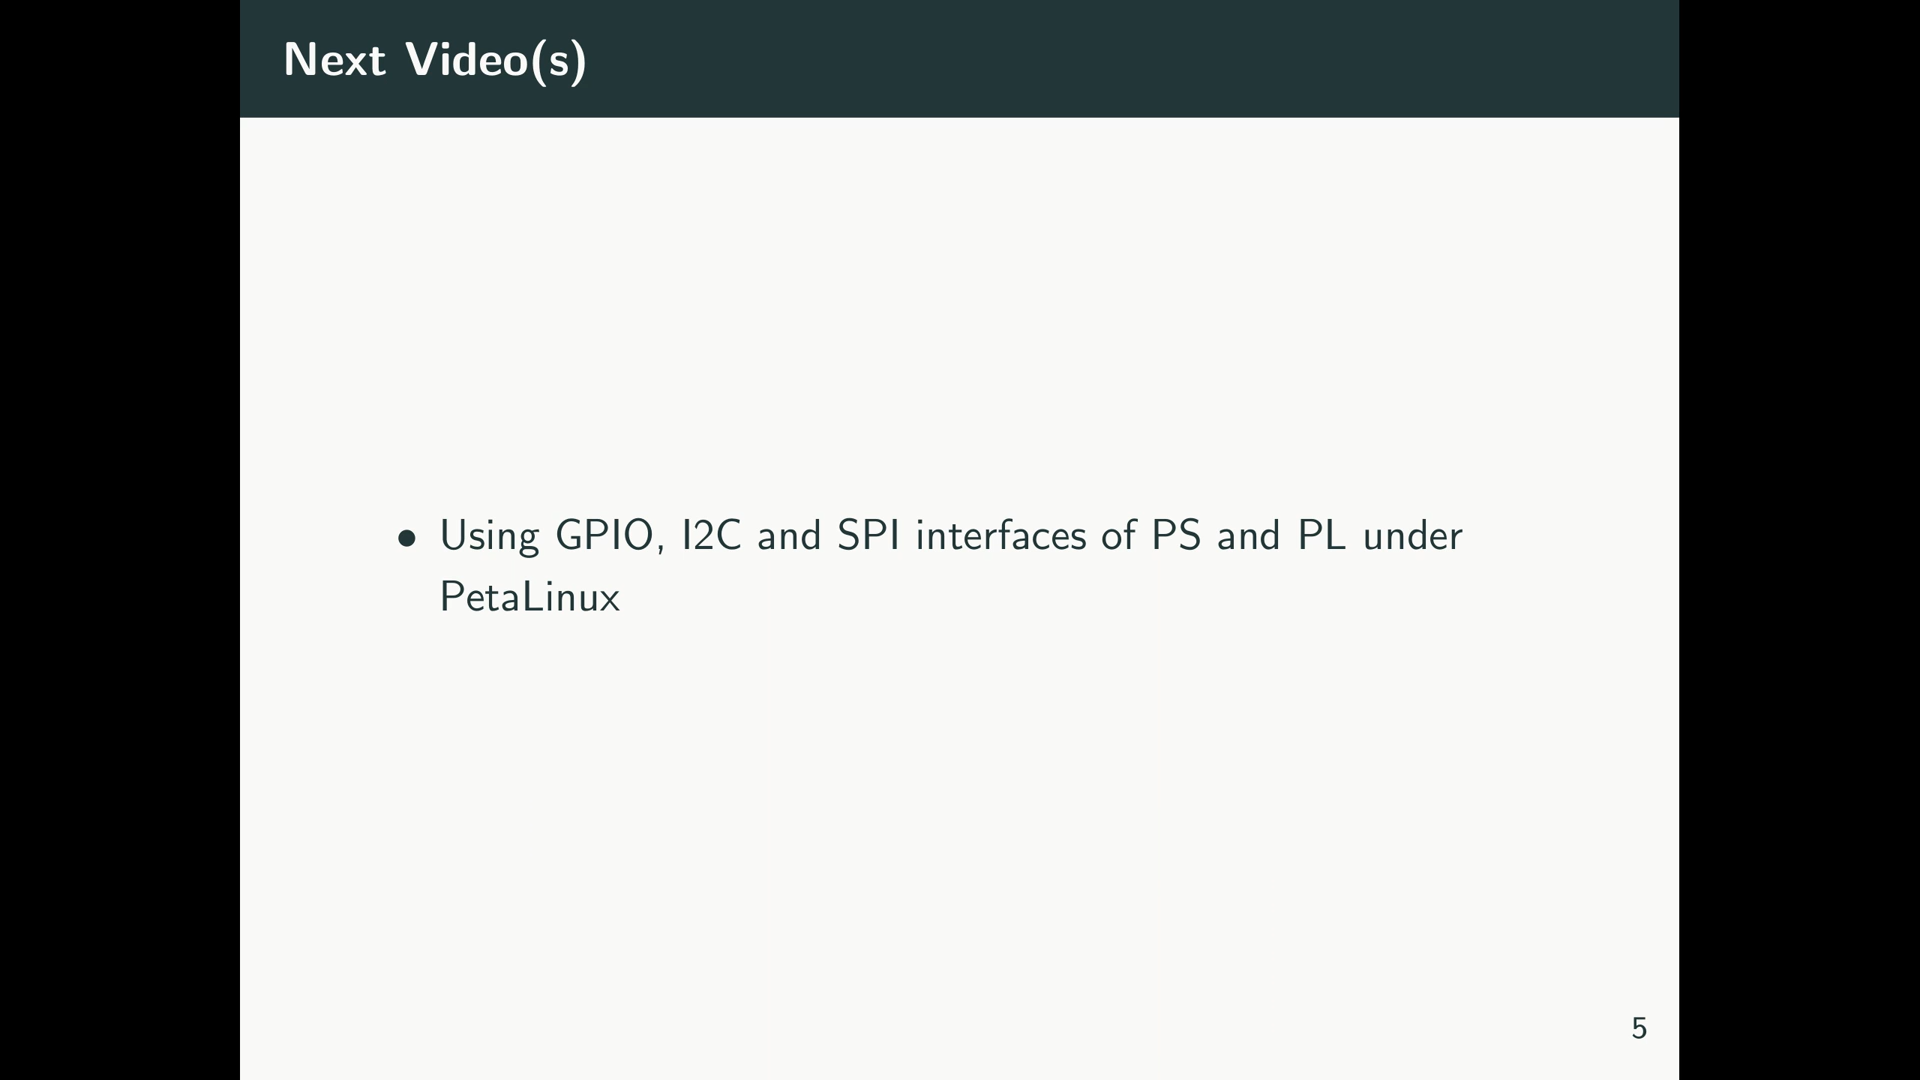 Next Video(s)
• Using GPIO, I2C and SPI interfaces of PS and PL under
PetaLinux
5